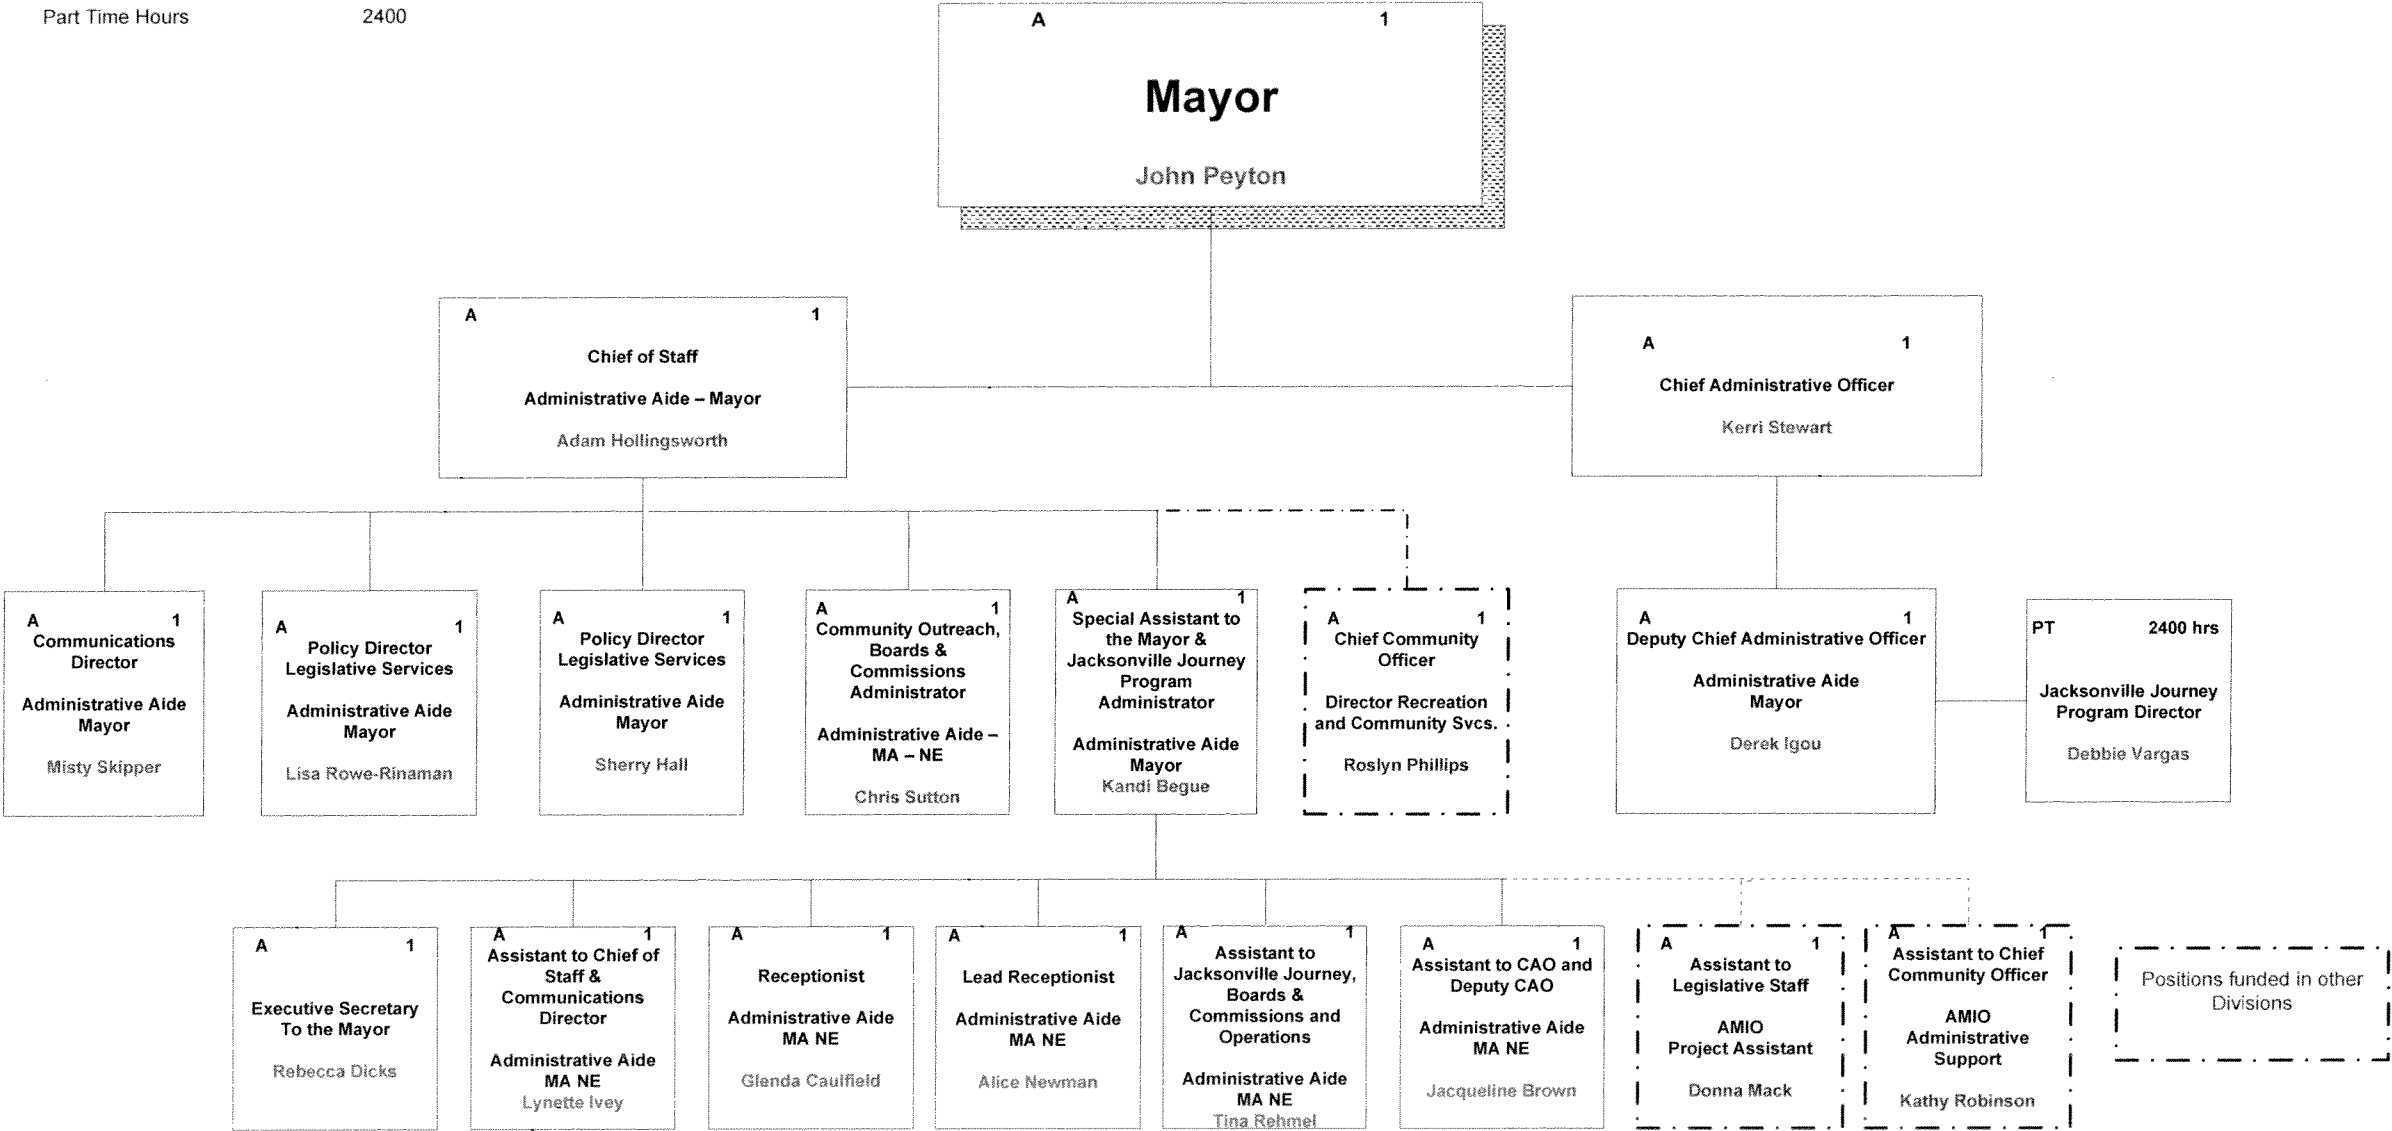 Part Time Hours 2400
A 1
Mayor
John Peyton
A 1
Chief of Staff
Administrative Aide – Mayor
Adam Hollingsworth
A 1
Chief Administrative Officer
Kerri Stewart
A 1
Communications
Director
Administrative Aide
Mayor
Misty Skipper
A 1
Policy Director
Legislative Services
Administrative Aide
Mayor
Lisa Rowe-Rinaman
A 1
Policy Director
Legislative Services
Administrative Aide
Mayor
Sherry Hall
A 1
Community Outreach,
Boards &
Commissions
Administrator
Administrative Aide –
MA – NE
Chris Sutton
A 1
Special Assistant to
the Mayor &
Jacksonville Journey
Program
Administrator
Administrative Aide
Mayor
Kandi Begue
A 1
Chief Community
Officer
Director Recreation
and Community Svcs.
Roslyn Phillips
A 1
Deputy Chief Administrative Officer
Administrative Aide
Mayor
Derek Igou
PT 2400 hrs
Jacksonville Journey
Program Director
Debbie Vargas
A 1
Executive Secretary
To the Mayor
Rebecca Dicks
A 1
Assistant to Chief of
Staff &
Communications
Director
Administrative Aide
MA NE
Lynette Ivey
A 1
Receptionist
Administrative Aide
MA NE
Glenda Caulfield
A 1
Lead Receptionist
Administrative Aide
MA NE
Alice Newman
A 1
Assistant to
Jacksonville Journey,
Boards &
Commissions and
Operations
Administrative Aide
MA NE
Tina Rehmel
A 1
Assistant to CAO and
Deputy CAO
Administrative Aide
MA NE
Jacqueline Brown
A 1
Assistant to
Legislative Staff
AMIO
Project Assistant
Donna Mack
A 1
Assistant to Chief
Community Officer
AMIO
Administrative
Support
Kathy Robinson
Positions funded in other
Divisions